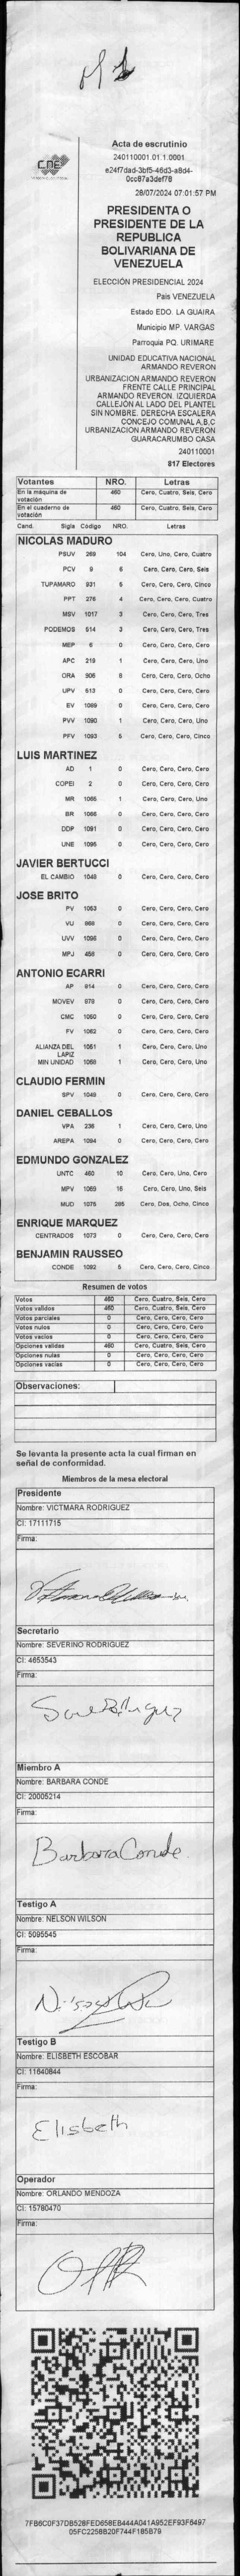 M 1
CNE
Acta de escrutinio
240110001.01.1.0001
e24f7dad-3bf5-46d3-a8d4-
0cc87a3def78
28/07/2024 07:01:57 PM
PRESIDENTA O
PRESIDENTE DE LA
REPUBLICA
BOLIVARIANA DE
VENEZUELA
ELECCIÓN PRESIDENCIAL 2024
Pais VENEZUELA
Estado EDO. LA GUAIRA
Municipio MP. VARGAS
Parroquia PQ. URIMARE
UNIDAD EDUCATIVA NACIONAL
ARMANDO REVERON
URBANIZACION ARMANDO REVERON
FRENTE CALLE PRINCIPAL
ARMANDO REVERON. IZQUIERDA
CALLEJÓN AL LADO DEL PLANTEL
SIN NOMBRE. DERECHA ESCALERA
CONCEJO COMUNAL A,B,C
URBANIZACION ARMANDO REVERON
GUARACARUMBO CASA
240110001
817 Electores
Votantes NRO. Letras
En la máquina de votación 460 Cero, Cuatro, Seis, Cero
En el cuaderno de votación 460 Cero, Cuatro, Seis, Cero
Cand. Sigla Código NRO. Letras
NICOLAS MADURO
PSUV 269 104 Cero, Uno, Cero, Cuatro
PCV 9 6 Cero, Cero, Cero, Seis
TUPAMARO 931 5 Cero, Cero, Cero, Cinco
PPT 276 4 Cero, Cero, Cero, Cuatro
MSV 1017 3 Cero, Cero, Cero, Tres
PODEMOS 514 3 Cero, Cero, Cero, Tres
MEP 6 0 Cero, Cero, Cero, Cero
APC 219 1 Cero, Cero, Cero, Uno
ORA 906 8 Cero, Cero, Cero, Ocho
UPV 613 0 Cero, Cero, Cero, Cero
EV 1089 0 Cero, Cero, Cero, Cero
PVV 1090 1 Cero, Cero, Cero, Uno
PFV 1093 5 Cero, Cero, Cero, Cinco
LUIS MARTINEZ
AD 1 0 Cero, Cero, Cero, Cero
COPEI 2 0 Cero, Cero, Cero, Cero
MR 1065 1 Cero, Cero, Cero, Uno
BR 1066 0 Cero, Cero, Cero, Cero
DDP 1091 0 Cero, Cero, Cero, Cero
UNE 1095 0 Cero, Cero, Cero, Cero
JAVIER BERTUCCI
EL CAMBIO 1048 0 Cero, Cero, Cero, Cero
JOSE BRITO
PV 1053 0 Cero, Cero, Cero, Cero
VU 868 0 Cero, Cero, Cero, Cero
UVV 1096 0 Cero, Cero, Cero, Cero
MPJ 458 0 Cero, Cero, Cero, Cero
ANTONIO ECARRI
AP 914 0 Cero, Cero, Cero, Cero
MOVEV 978 0 Cero, Cero, Cero, Cero
CMC 1060 0 Cero, Cero, Cero, Cero
FV 1062 0 Cero, Cero, Cero, Cero
ALIANZA DEL LAPIZ 1051 1 Cero, Cero, Cero, Uno
MIN UNIDAD 1068 1 Cero, Cero, Cero, Uno
CLAUDIO FERMIN
SPV 1049 0 Cero, Cero, Cero, Cero
DANIEL CEBALLOS
VPA 238 1 Cero, Cero, Cero, Uno
AREPA 1094 0 Cero, Cero, Cero, Cero
EDMUNDO GONZALEZ
UNTC 460 10 Cero, Cero, Uno, Cero
MPV 1069 16 Cero, Cero, Uno, Seis
MUD 1075 285 Cero, Dos, Ocho, Cinco
ENRIQUE MARQUEZ
CENTRADOS 1073 0 Cero, Cero, Cero, Cero
BENJAMIN RAUSSEO
CONDE 1092 5 Cero, Cero, Cero, Cinco
Resumen de votos
Votos 460 Cero, Cuatro, Seis, Cero
Votos validos 460 Cero, Cuatro, Seis, Cero
Votos parciales 0 Cero, Cero, Cero, Cero
Votos nulos 0 Cero, Cero, Cero, Cero
Votos vacios 0 Cero, Cero, Cero, Cero
Opciones validas 460 Cero, Cuatro, Seis, Cero
Opciones nulas 0 Cero, Cero, Cero, Cero
Opciones vacias 0 Cero, Cero, Cero, Cero
Observaciones:
Se levanta la presente acta la cual firman en
señal de conformidad.
Miembros de la mesa electoral
Presidente
Nombre: VICTMARA RODRIGUEZ
CI: 17111715
Firma:
Secretario
Nombre: SEVERINO RODRIGUEZ
CI: 4653543
Firma:
Miembro A
Nombre: BARBARA CONDE
CI: 20005214
Firma:
Barbara Conde
Testigo A
Nombre: NELSON WILSON
CI: 5095545
Firma:
Testigo B
Nombre: ELISBETH ESCOBAR
CI: 11640844
Firma:
Elisbeth
Operador
Nombre: ORLANDO MENDOZA
CI: 15780470
Firma:
7FB6C0F37DB528FED658EB444A041A952EF93F6497
05FC2258B20F744F185B79